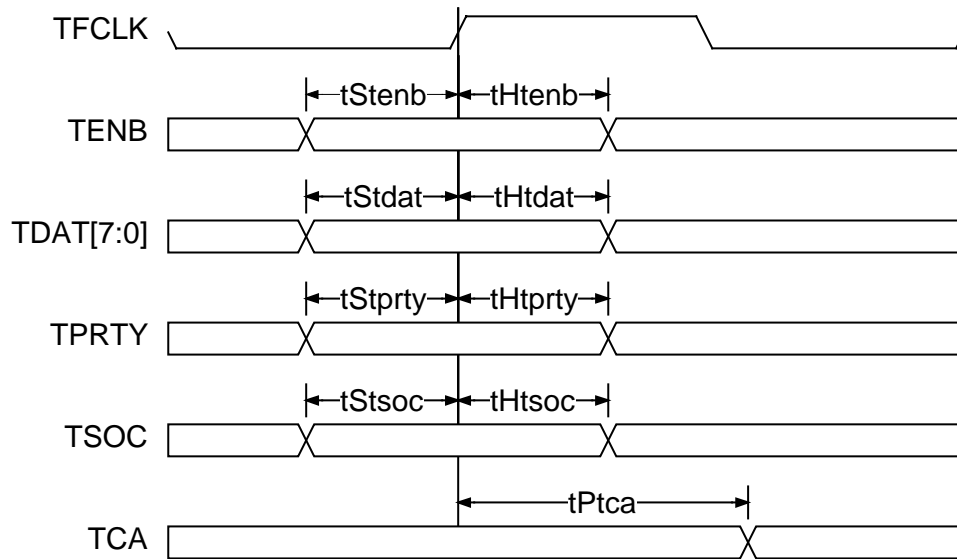 TFCLK
tStenb tHtenb
TENB
tStdat tHtdat
TDAT[7:0]
tStprty tHtprty
TPRTY
tStsoc tHtsoc
TSOC
tPtca
TCA